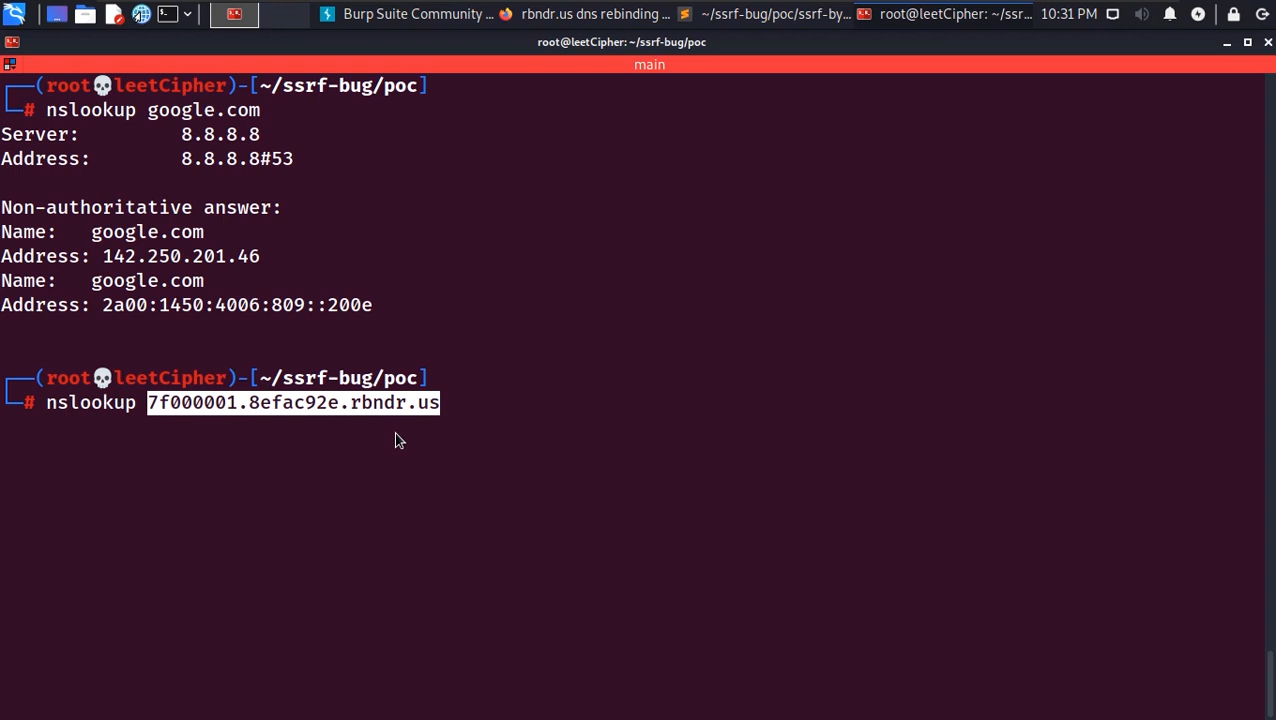 Burp Suite Community ...
rbndr.us dns rebinding ...
~/ssrf-bug/poc/ssrf-by...
root@leetCipher: ~/ssr...
10:31 PM
root@leetCipher: ~/ssrf-bug/poc
main
┌──(root💀leetCipher)-[~/ssrf-bug/poc]
└─# nslookup google.com
Server:         8.8.8.8
Address:        8.8.8.8#53
Non-authoritative answer:
Name:   google.com
Address: 142.250.201.46
Name:   google.com
Address: 2a00:1450:4006:809::200e
┌──(root💀leetCipher)-[~/ssrf-bug/poc]
└─# nslookup 7f000001.8efac92e.rbndr.us